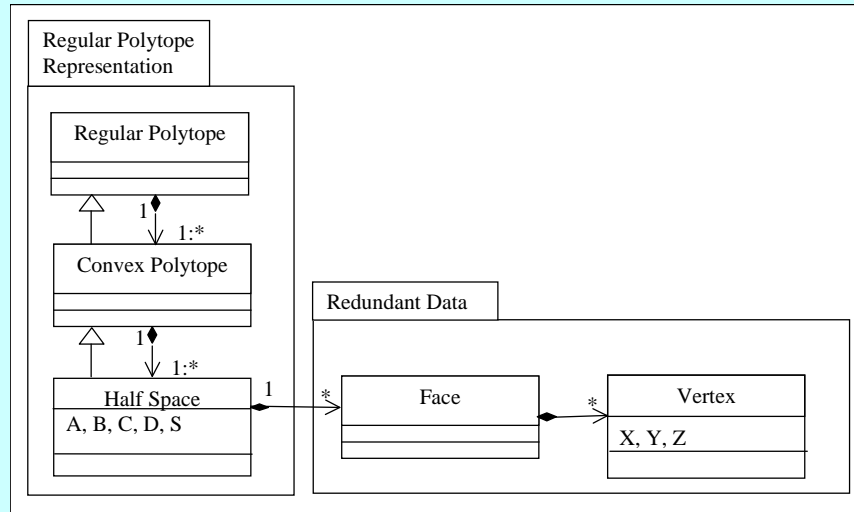 Regular Polytope
Representation
Regular Polytope
1
1:*
Convex Polytope
1
1:*
Half Space
A, B, C, D, S
1
Redundant Data
*
Face
*
Vertex
X, Y, Z